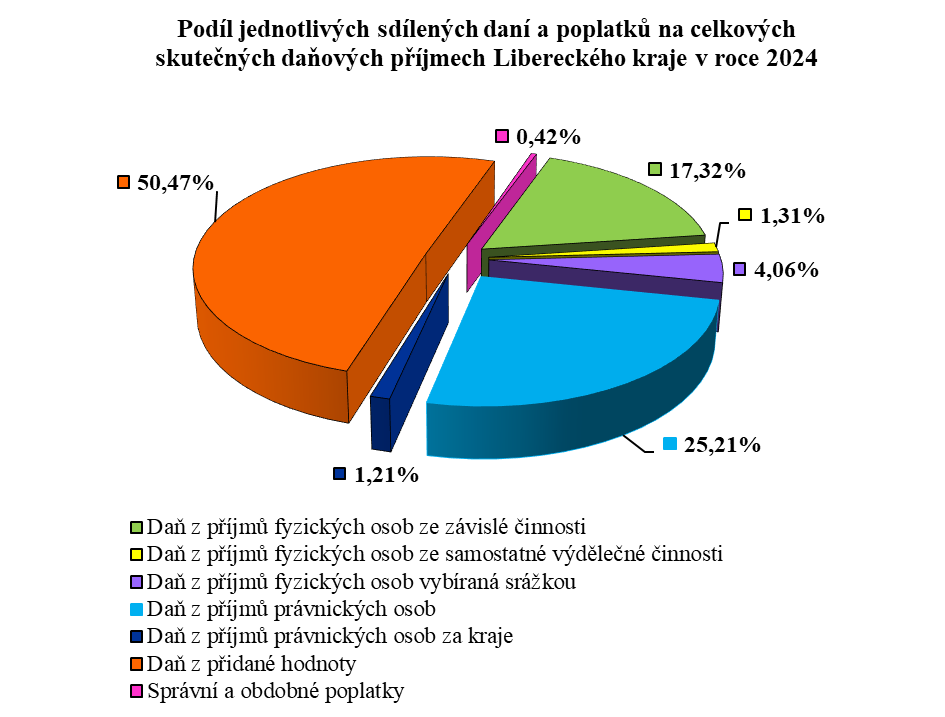 Podíl jednotlivých sdílených daní a poplatků na celkových
skutečných daňových příjmech Libereckého kraje v roce 2024
0,42%
17,32%
50,47%
1,31%
4,06%
25,21%
1,21%
Daň z příjmů fyzických osob ze závislé činnosti
Daň z příjmů fyzických osob ze samostatné výdělečné činnosti
Daň z příjmů fyzických osob vybíraná srážkou
Daň z příjmů právnických osob
Daň z příjmů právnických osob za kraje
Daň z přidané hodnoty
Správní a obdobné poplatky